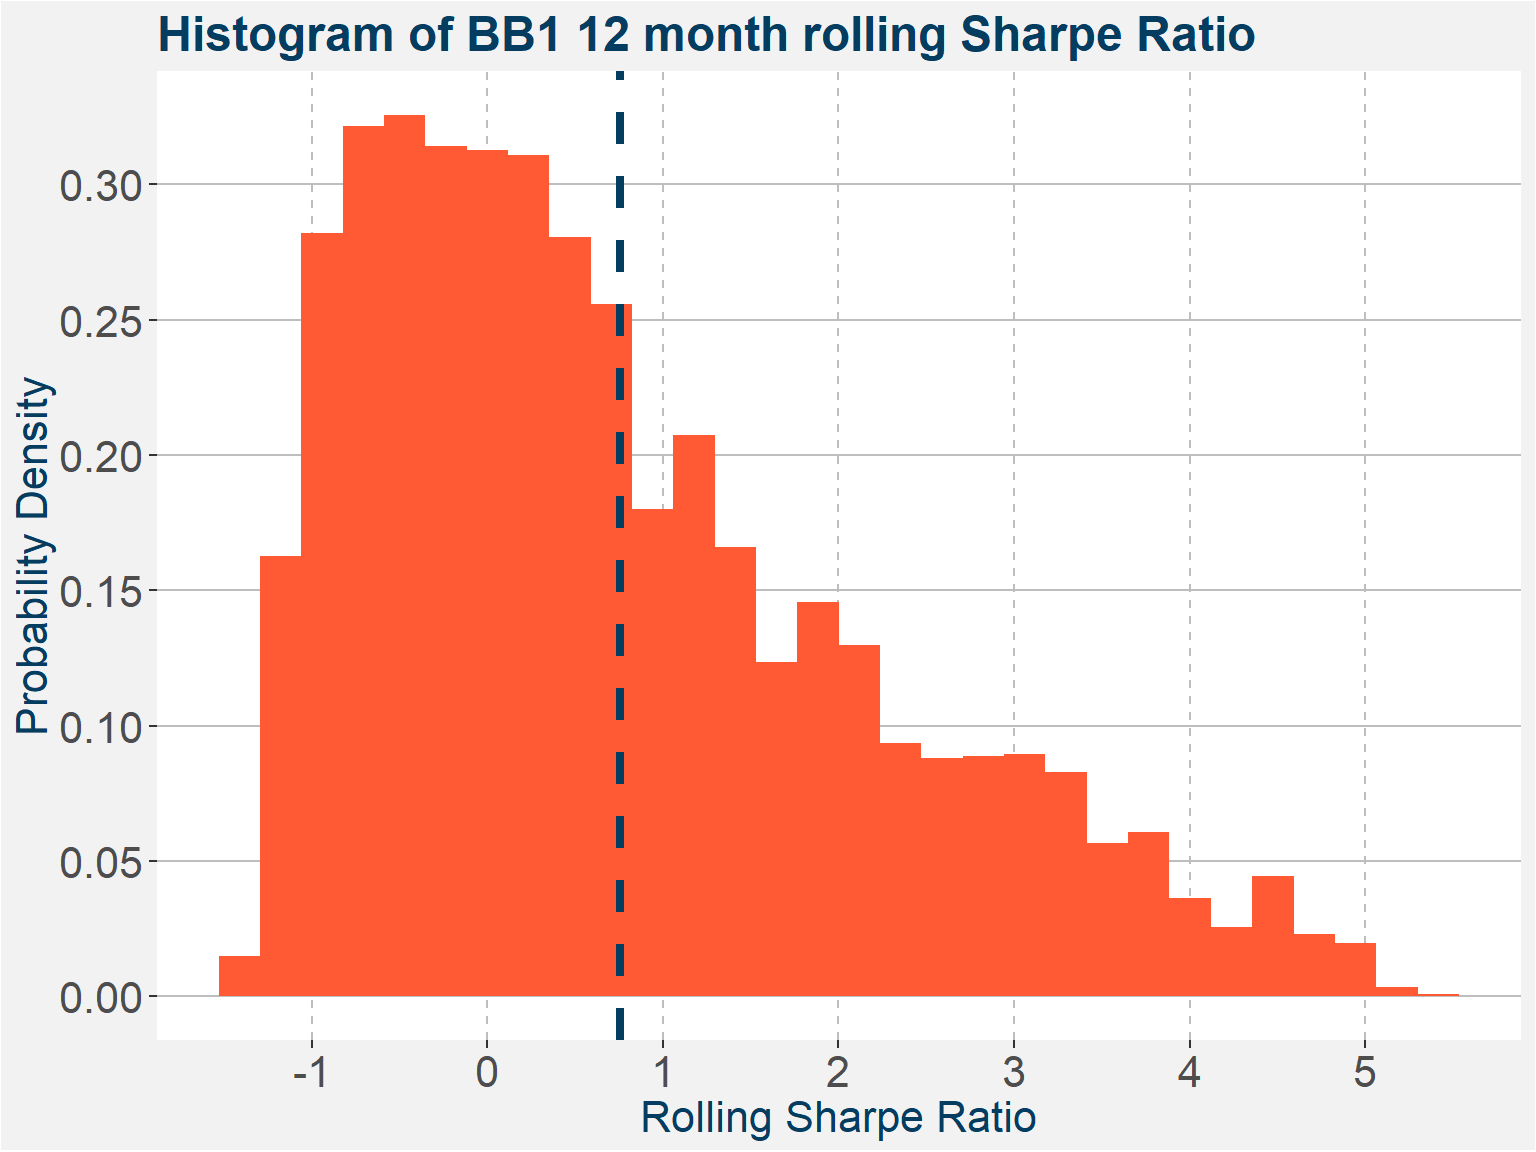 Histogram of BB1 12 month rolling Sharpe Ratio
Probability Density
0.30
0.25
0.20
0.15
0.10
0.05
0.00
-1 0 1 2 3 4 5
Rolling Sharpe Ratio